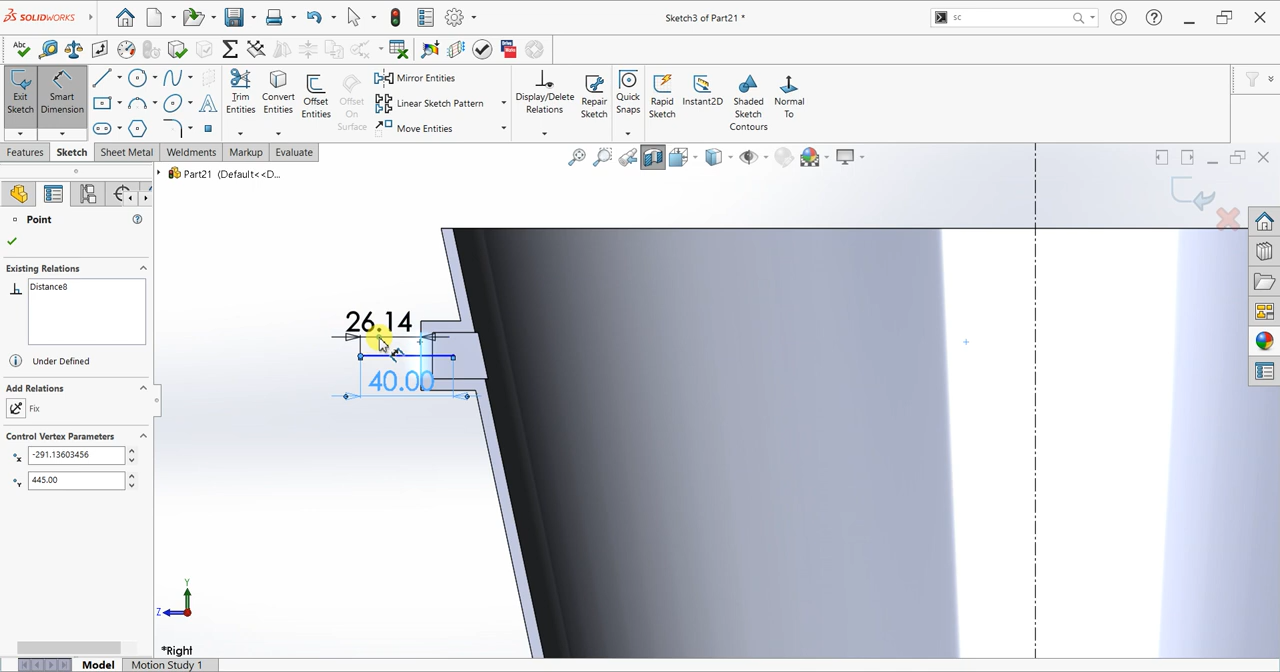 SOLIDWORKS
Sketch3 of Part21 *
sc
Exit Sketch
Smart Dimension
Trim Entities
Convert Entities
Offset Entities
Offset On Surface
Mirror Entities
Linear Sketch Pattern
Move Entities
Display/Delete Relations
Repair Sketch
Quick Snaps
Rapid Sketch
Instant2D
Shaded Sketch Contours
Normal To
Features
Sketch
Sheet Metal
Weldments
Markup
Evaluate
Part21 (Default<<D...
Point
Existing Relations
Distance8
Under Defined
Add Relations
Fix
Control Vertex Parameters
-291.13603456
445.00
26.14
40.00
Y
Z
*Right
Model
Motion Study 1